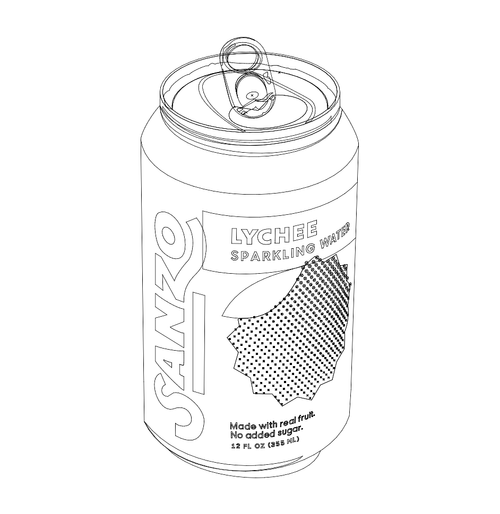 SANZO
LYCHEE
SPARKLING WATER
Made with real fruit.
No added sugar.
12 FL OZ (355 ML)